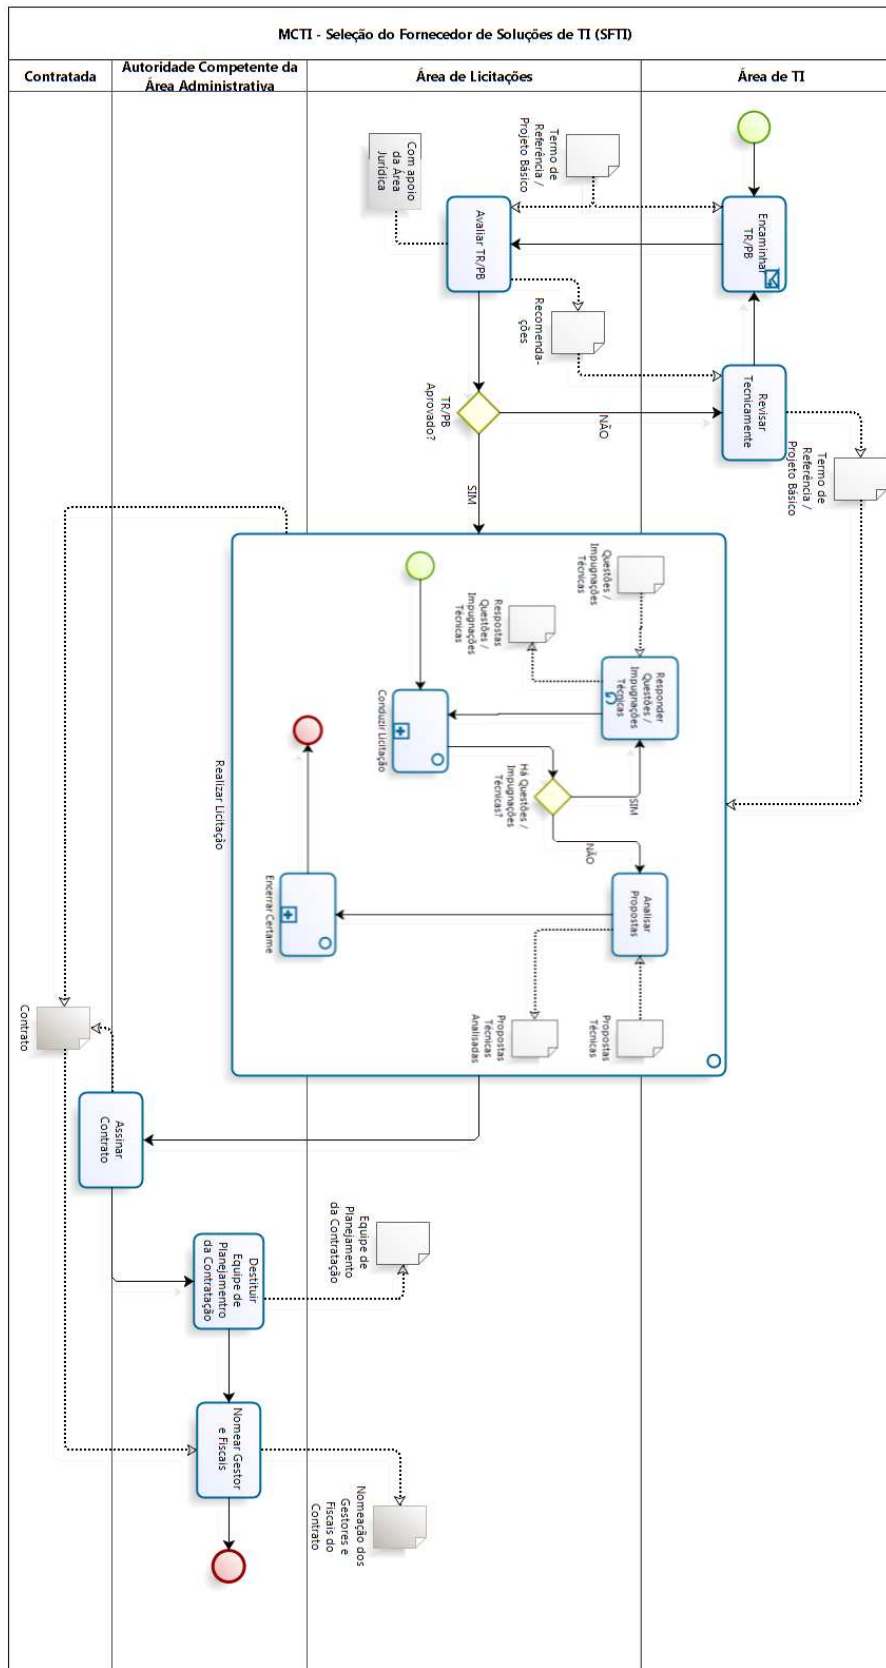 MCTI - Seleção do Fornecedor de Soluções de TI (SFTI)
Contratada
Autoridade Competente da
Área Administrativa
Área de Licitações
Área de TI
Termo de
Referência /
Projeto Básico
Com apoio
da Área
Jurídica
Encaminhar
TR/PB
Avaliar TR/PB
Recomenda-
ções
Revisar
Tecnicamente
TR/PB
Aprovado?
NÃO
Termo de
Referência /
Projeto Básico
SIM
Questões /
Impugnações
Técnicas
Respostas
Questões /
Impugnações
Técnicas
Responder
Questões /
Impugnações
Técnicas
Conduzir Licitação
Há Questões /
Impugnações
Técnicas?
SIM
NÃO
Realizar Licitação
Analisar
Propostas
Encerrar Certame
Propostas
Técnicas
Analisadas
Propostas
Técnicas
Contrato
Assinar
Contrato
Equipe de
Planejamento
da Contratação
Destituir
Equipe de
Planejamentro
da Contratação
Nomear Gestor
e Fiscais
Nomeação dos
Gestores e
Fiscais do
Contrato